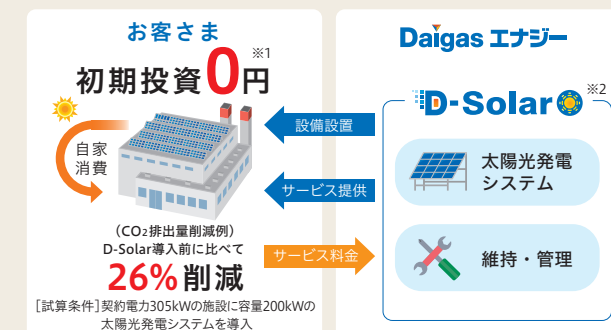 お客さま
初期投資0円※1
自家
消費
（CO₂排出量削減例）
D-Solar導入前に比べて
26%削減
［試算条件］契約電力305kWの施設に容量200kWの
太陽光発電システムを導入
設備設置
サービス提供
サービス料金
Daigas エナジー
D-Solar ※2
太陽光発電
システム
維持・管理